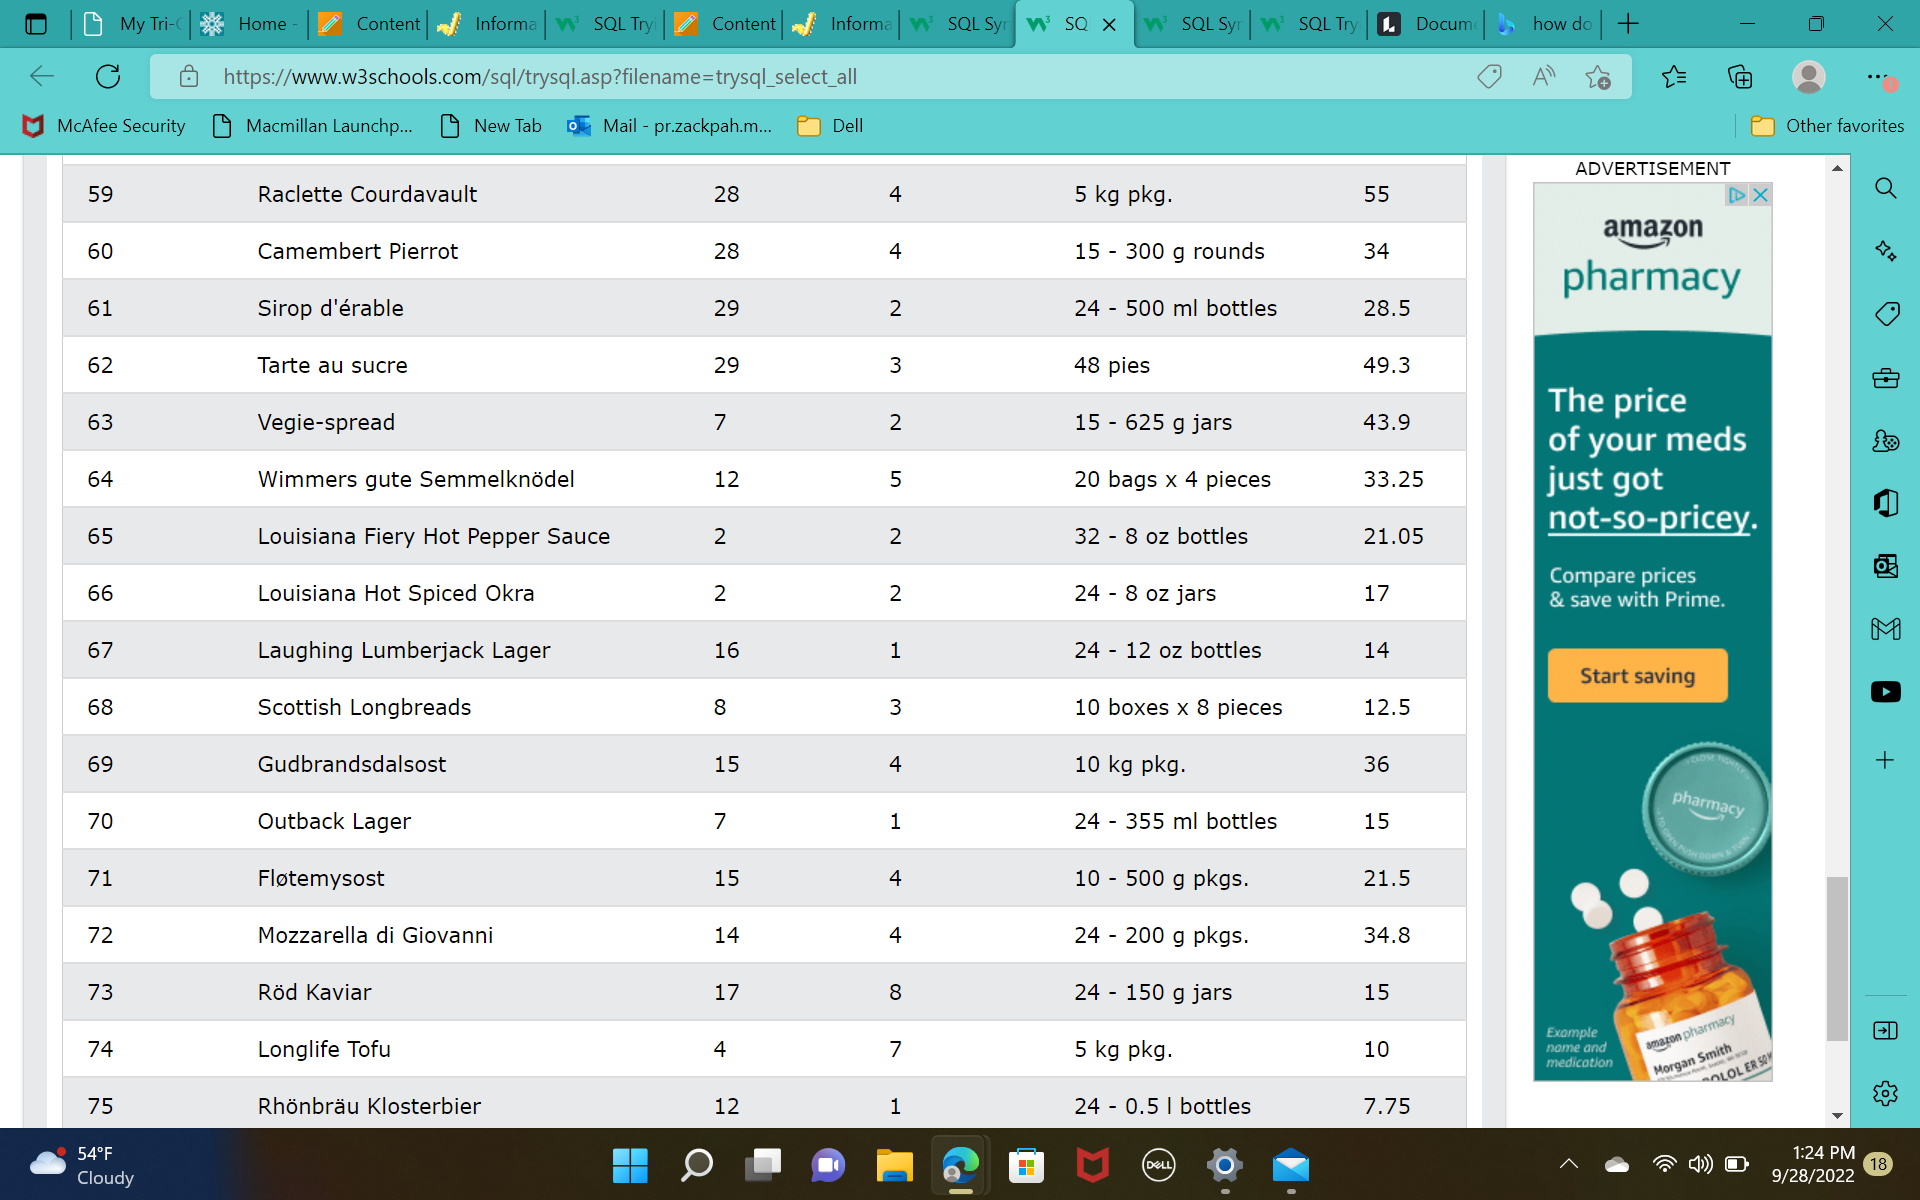 My Tri-C
Home -
Content
Informa
SQL Tryi
Content
Informa
SQL Syn
SQ
SQL Syn
SQL Try
Docume
how do
https://www.w3schools.com/sql/trysql.asp?filename=trysql_select_all
McAfee Security
Macmillan Launchp...
New Tab
Mail - pr.zackpah.m...
Dell
Other favorites
59 Raclette Courdavault 28 4 5 kg pkg. 55
60 Camembert Pierrot 28 4 15 - 300 g rounds 34
61 Sirop d'érable 29 2 24 - 500 ml bottles 28.5
62 Tarte au sucre 29 3 48 pies 49.3
63 Vegie-spread 7 2 15 - 625 g jars 43.9
64 Wimmers gute Semmelknödel 12 5 20 bags x 4 pieces 33.25
65 Louisiana Fiery Hot Pepper Sauce 2 2 32 - 8 oz bottles 21.05
66 Louisiana Hot Spiced Okra 2 2 24 - 8 oz jars 17
67 Laughing Lumberjack Lager 16 1 24 - 12 oz bottles 14
68 Scottish Longbreads 8 3 10 boxes x 8 pieces 12.5
69 Gudbrandsdalsost 15 4 10 kg pkg. 36
70 Outback Lager 7 1 24 - 355 ml bottles 15
71 Fløtemysost 15 4 10 - 500 g pkgs. 21.5
72 Mozzarella di Giovanni 14 4 24 - 200 g pkgs. 34.8
73 Röd Kaviar 17 8 24 - 150 g jars 15
74 Longlife Tofu 4 7 5 kg pkg. 10
75 Rhönbräu Klosterbier 12 1 24 - 0.5 l bottles 7.75
ADVERTISEMENT
amazon
pharmacy
The price
of your meds
just got
not-so-pricey.
Compare prices
& save with Prime.
Start saving
pharmacy
Example
name and
medication
amazon pharmacy
Morgan Smith
OLOL ER 50
54°F
Cloudy
DELL
1:24 PM
9/28/2022
18